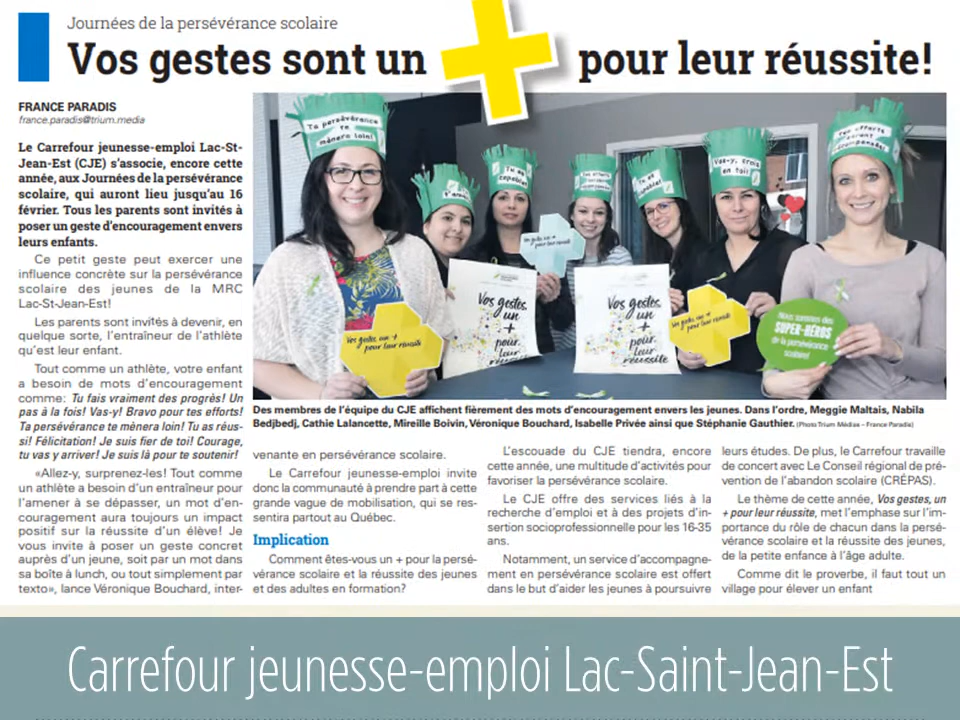 Journées de la persévérance scolaire
Vos gestes sont un + pour leur réussite!
FRANCE PARADIS
france.paradis@trium.media
Le Carrefour jeunesse-emploi Lac-St-
Jean-Est (CJE) s'associe, encore cette
année, aux Journées de la persévérance
scolaire, qui auront lieu jusqu'au 16
février. Tous les parents sont invités à
poser un geste d'encouragement envers
leurs enfants.
Ce petit geste peut exercer une
influence concrète sur la persévérance
scolaire des jeunes de la MRC
Lac-St-Jean-Est!
Les parents sont invités à devenir, en
quelque sorte, l'entraîneur de l'athlète
qu'est leur enfant.
Tout comme un athlète, votre enfant
a besoin de mots d'encouragement
comme: Tu fais vraiment des progrès! Un
pas à la fois! Vas-y! Bravo pour tes efforts!
Ta persévérance te mènera loin! Tu as réus-
si! Félicitation! Je suis fier de toi! Courage,
tu vas y arriver! Je suis là pour te soutenir!
«Allez-y, surprenez-les! Tout comme
un athlète a besoin d'un entraîneur pour
l'amener à se dépasser, un mot d'en-
couragement aura toujours un impact
positif sur la réussite d'un élève! Je
vous invite à poser un geste concret
auprès d'un jeune, soit par un mot dans
sa boîte à lunch, ou tout simplement par
texto», lance Véronique Bouchard, inter-
Ta persévérance
te
mènera loin!
Tu es
capable!
Tu es
capable!
Vas-y, crois
en toi!
Tes efforts
seront
récompensés
Vos gestes un +
pour leur réussite
Vos gestes un +
pour leur réussite
Vos gestes,
un
+
pour
leur
réussite
Vos gestes,
un
+
pour
leur
réussite
Vos gestes un +
pour leur réussite
Nous sommes des
SUPER-HÉROS
de la persévérance
scolaire!
Des membres de l'équipe du CJE affichent fièrement des mots d'encouragement envers les jeunes. Dans l'ordre, Meggie Maltais, Nabila
Bedjbedj, Cathie Lalancette, Mireille Boivin, Véronique Bouchard, Isabelle Privée ainsi que Stéphanie Gauthier. (Photo Trium Médias – France Paradis)
venante en persévérance scolaire.
Le Carrefour jeunesse-emploi invite
donc la communauté à prendre part à cette
grande vague de mobilisation, qui se res-
sentira partout au Québec.
Implication
Comment êtes-vous un + pour la persé-
vérance scolaire et la réussite des jeunes
et des adultes en formation?
L'escouade du CJE tiendra, encore
cette année, une multitude d'activités pour
favoriser la persévérance scolaire.
Le CJE offre des services liés à la
recherche d'emploi et à des projets d'in-
sertion socioprofessionnelle pour les 16-35
ans.
Notamment, un service d'accompagne-
ment en persévérance scolaire est offert
dans le but d'aider les jeunes à poursuivre
leurs études. De plus, le Carrefour travaille
de concert avec Le Conseil régional de pré-
vention de l'abandon scolaire (CRÉPAS).
Le thème de cette année, Vos gestes, un
+ pour leur réussite, met l'emphase sur l'im-
portance du rôle de chacun dans la persé-
vérance scolaire et la réussite des jeunes,
de la petite enfance à l'âge adulte.
Comme dit le proverbe, il faut tout un
village pour élever un enfant
Carrefour jeunesse-emploi Lac-Saint-Jean-Est